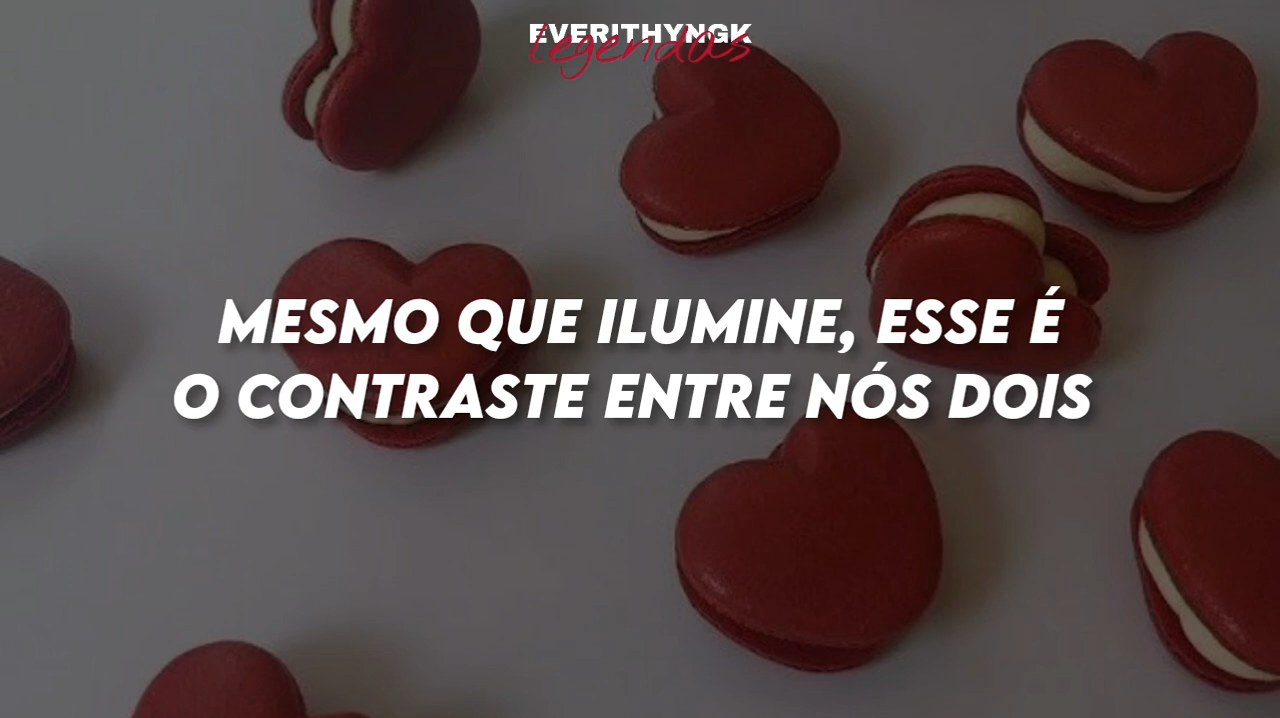 EVERITHYNGK
legendas
MESMO QUE ILUMINE, ESSE É
O CONTRASTE ENTRE NÓS DOIS